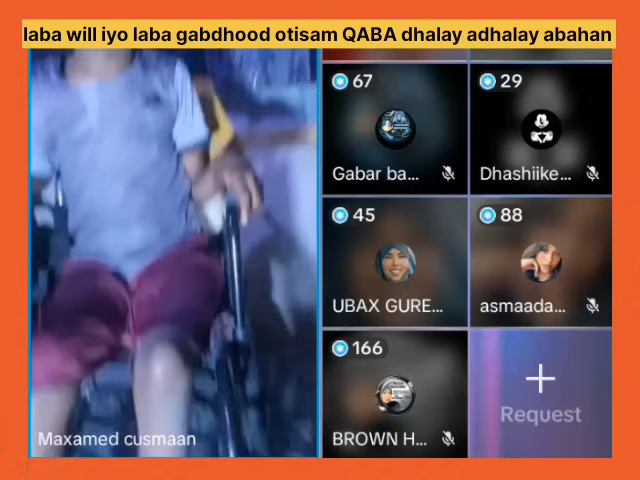 laba will iyo laba gabdhood otisam QABA dhalay adhalay abahan
67
29
Gabar ba...
Dhashiike...
45
88
UBAX GURE...
asmaada...
166
BROWN H...
Request
Maxamed cusmaan